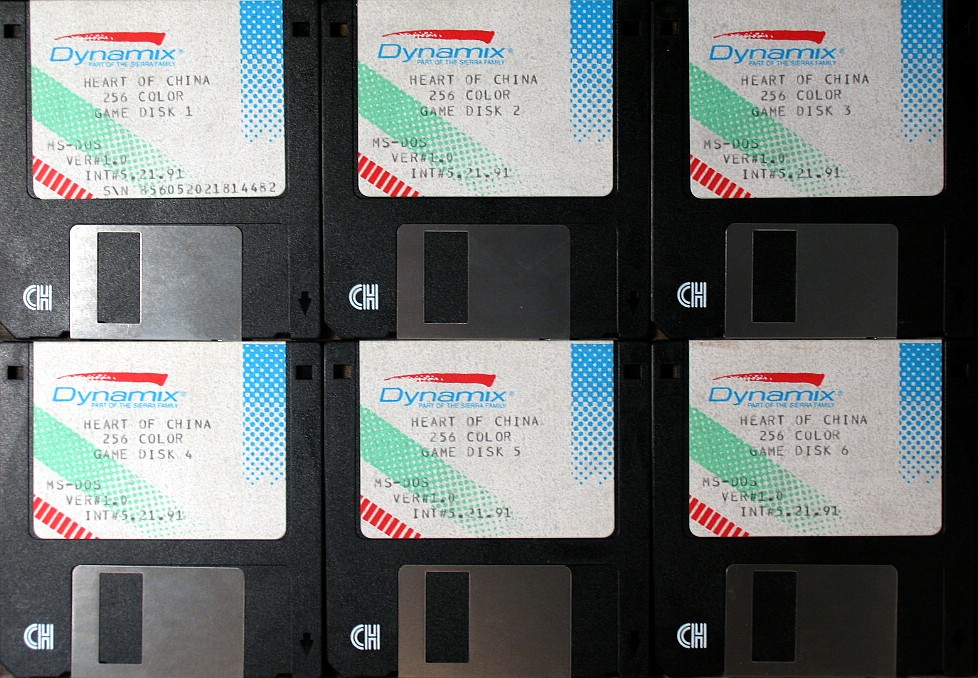 Dynamix®
PART OF THE SIERRA FAMILY
HEART OF CHINA
256 COLOR
GAME DISK 1
MS-DOS
VER#1.0
INT#5.21.91
S\N 856052021814482
Dynamix®
PART OF THE SIERRA FAMILY
HEART OF CHINA
256 COLOR
GAME DISK 2
MS-DOS
VER#1.0
INT#5.21.91
Dynamix®
PART OF THE SIERRA FAMILY
HEART OF CHINA
256 COLOR
GAME DISK 3
MS-DOS
VER#1.0
INT#5.21.91
CH
CH
CH
Dynamix®
PART OF THE SIERRA FAMILY
HEART OF CHINA
256 COLOR
GAME DISK 4
MS-DOS
VER#1.0
INT#5.21.91
Dynamix®
PART OF THE SIERRA FAMILY
HEART OF CHINA
256 COLOR
GAME DISK 5
MS-DOS
VER#1.0
INT#5.21.91
Dynamix®
PART OF THE SIERRA FAMILY
HEART OF CHINA
256 COLOR
GAME DISK 6
MS-DOS
VER#1.0
INT#5.21.91
CH
CH
CH